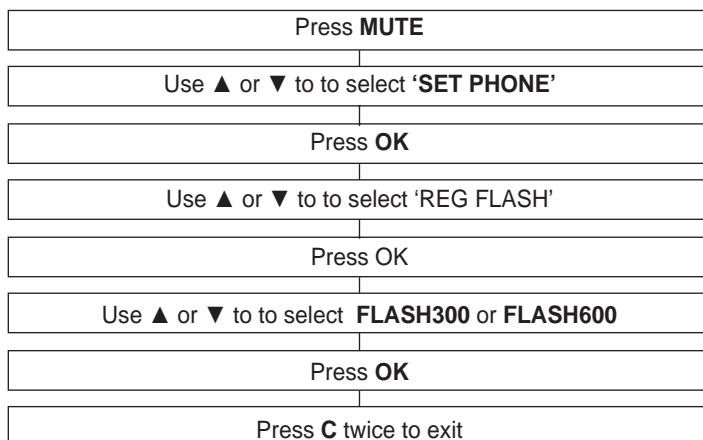 Press MUTE
Use ▲ or ▼ to to select ‘SET PHONE’
Press OK
Use ▲ or ▼ to to select ‘REG FLASH’
Press OK
Use ▲ or ▼ to to select FLASH300 or FLASH600
Press OK
Press C twice to exit